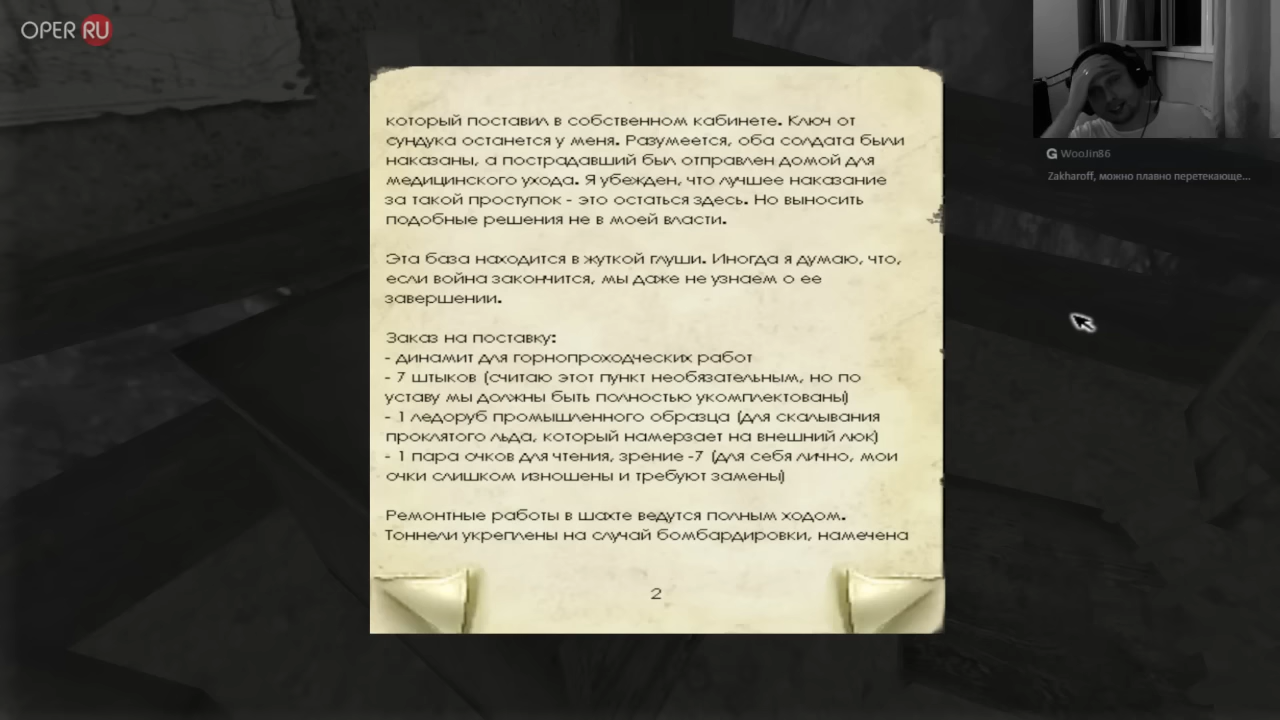 OPER RU
который поставил в собственном кабинете. Ключ от
сундука останется у меня. Разумеется, оба солдата были
наказаны, а пострадавший был отправлен домой для
медицинского ухода. Я убежден, что лучшее наказание
за такой проступок - это остаться здесь. Но выносить
подобные решения не в моей власти.
Эта база находится в жуткой глуши. Иногда я думаю, что,
если война закончится, мы даже не узнаем о ее
завершении.
Заказ на поставку:
- динамит для горнопроходческих работ
- 7 штыков (считаю этот пункт необязательным, но по
уставу мы должны быть полностью укомплектованы)
- 1 ледоруб промышленного образца (для скалывания
проклятого льда, который намерзает на внешний люк)
- 1 пара очков для чтения, зрение -7 (для себя лично, мои
очки слишком изношены и требуют замены)
Ремонтные работы в шахте ведутся полным ходом.
Тоннели укреплены на случай бомбардировки, намечена
2
G WooJin86
Zakharoff, можно плавно перетекающе...